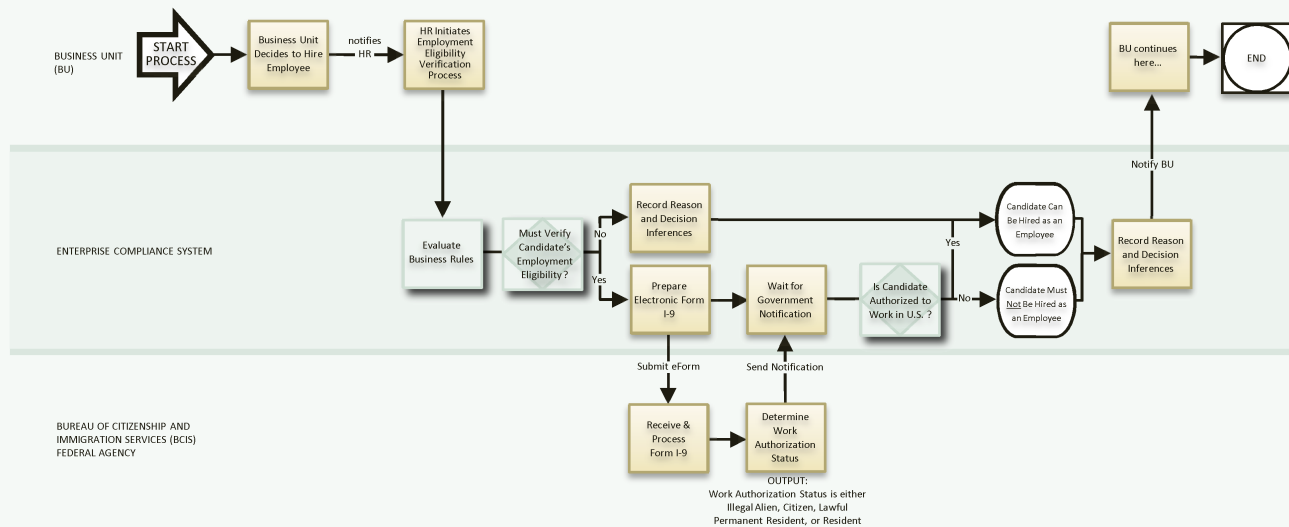 BUSINESS UNIT
(BU)
START
PROCESS
Business Unit
Decides to Hire
Employee
notifies
HR
HR Initiates
Employment
Eligibility
Verification
Process
BU continues
here...
END
Notify BU
ENTERPRISE COMPLIANCE SYSTEM
Evaluate
Business Rules
Must Verify
Candidate's
Employment
Eligibility ?
No
Yes
Record Reason
and Decision
Inferences
Prepare
Electronic Form
I-9
Wait for
Government
Notification
Is Candidate
Authorized to
Work in U.S. ?
Yes
No
Candidate Can
Be Hired as an
Employee
Candidate Must
Not Be Hired as
an Employee
Record Reason
and Decision
Inferences
Submit eForm
Send Notification
BUREAU OF CITIZENSHIP AND
IMMIGRATION SERVICES (BCIS)
FEDERAL AGENCY
Receive &
Process
Form I-9
Determine
Work
Authorization
Status
OUTPUT:
Work Authorization Status is either
Illegal Alien, Citizen, Lawful
Permanent Resident, or Resident